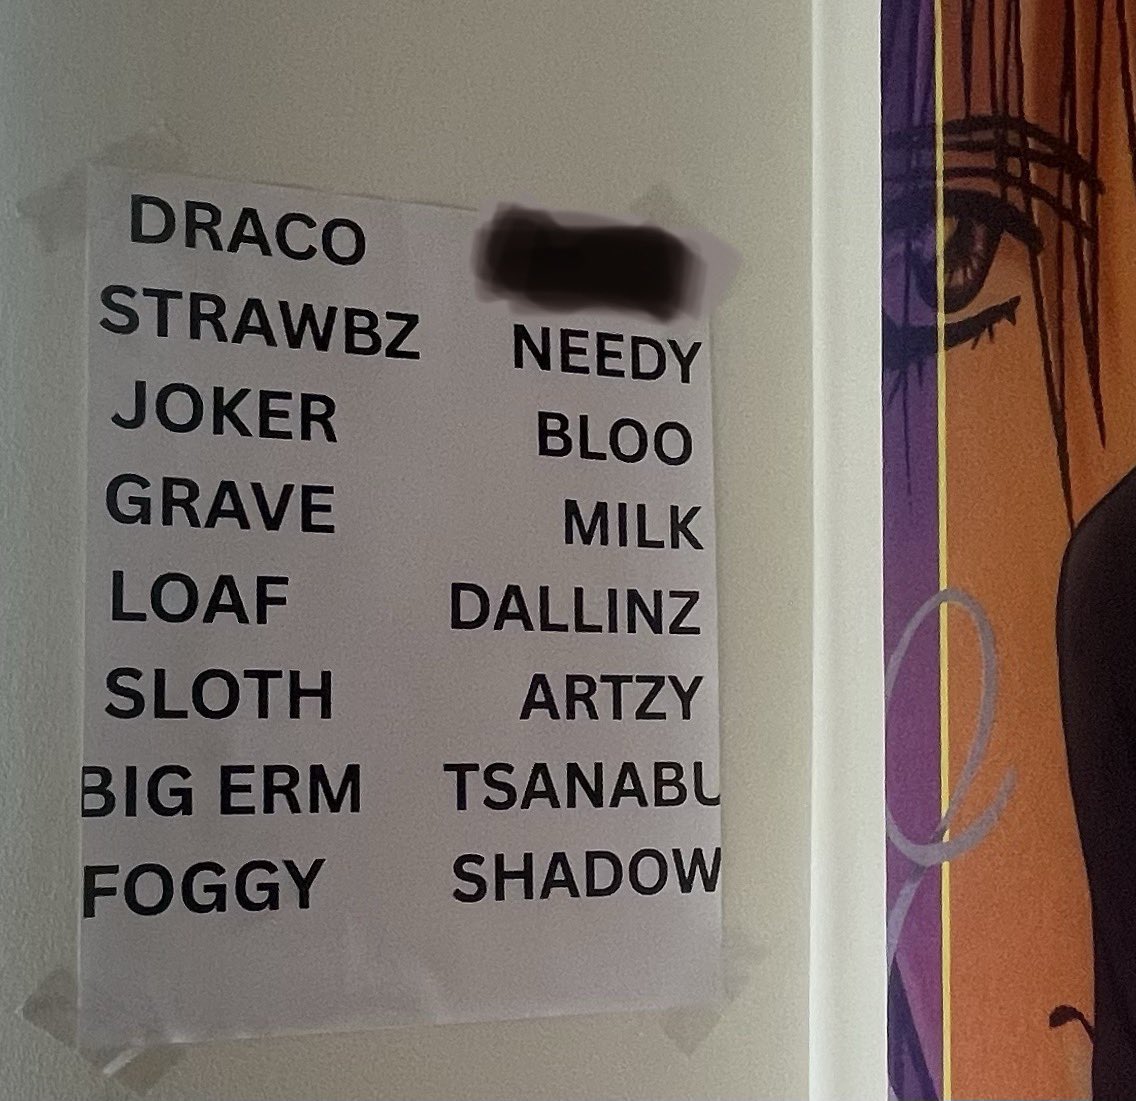 DRACO
STRAWBZ
JOKER
GRAVE
LOAF
SLOTH
BIG ERM
FOGGY
NEEDY
BLOO
MILK
DALLINZ
ARTZY
TSANABU
SHADOW